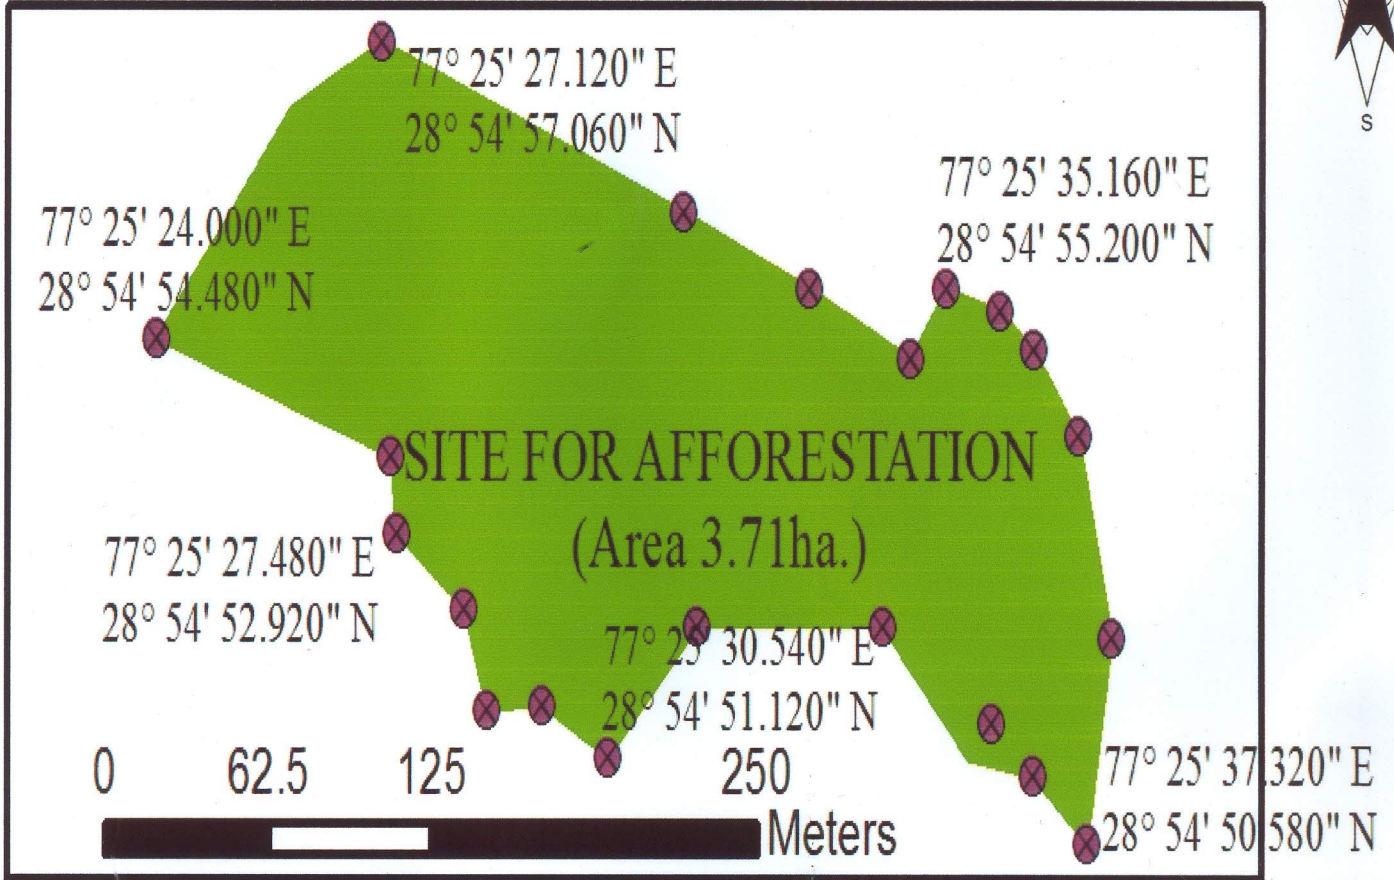 77° 25' 27.120" E
28° 54' 57.060" N
S
77° 25' 35.160" E
28° 54' 55.200" N
77° 25' 24.000" E
28° 54' 54.480" N
SITE FOR AFFORESTATION
(Area 3.71ha.)
77° 25' 27.480" E
28° 54' 52.920" N
77° 25' 30.540" E
28° 54' 51.120" N
77° 25' 37.320" E
28° 54' 50.580" N
0 62.5 125 250
Meters